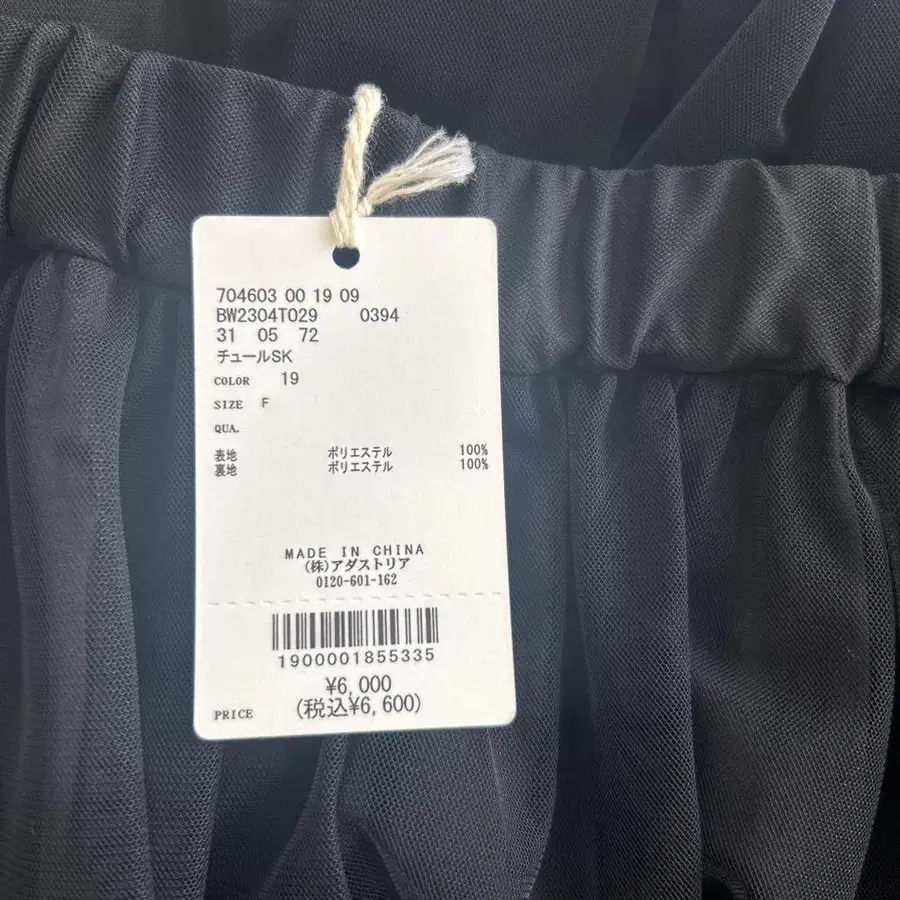 704603 00 19 09
BW2304T029 0394
31 05 72
チュールSK
COLOR 19
SIZE F
QUA.
表地 ポリエステル 100%
裏地 ポリエステル 100%
MADE IN CHINA
(株)アダストリア
0120-601-162
1900001855335
¥6,000
PRICE (税込¥6,600)